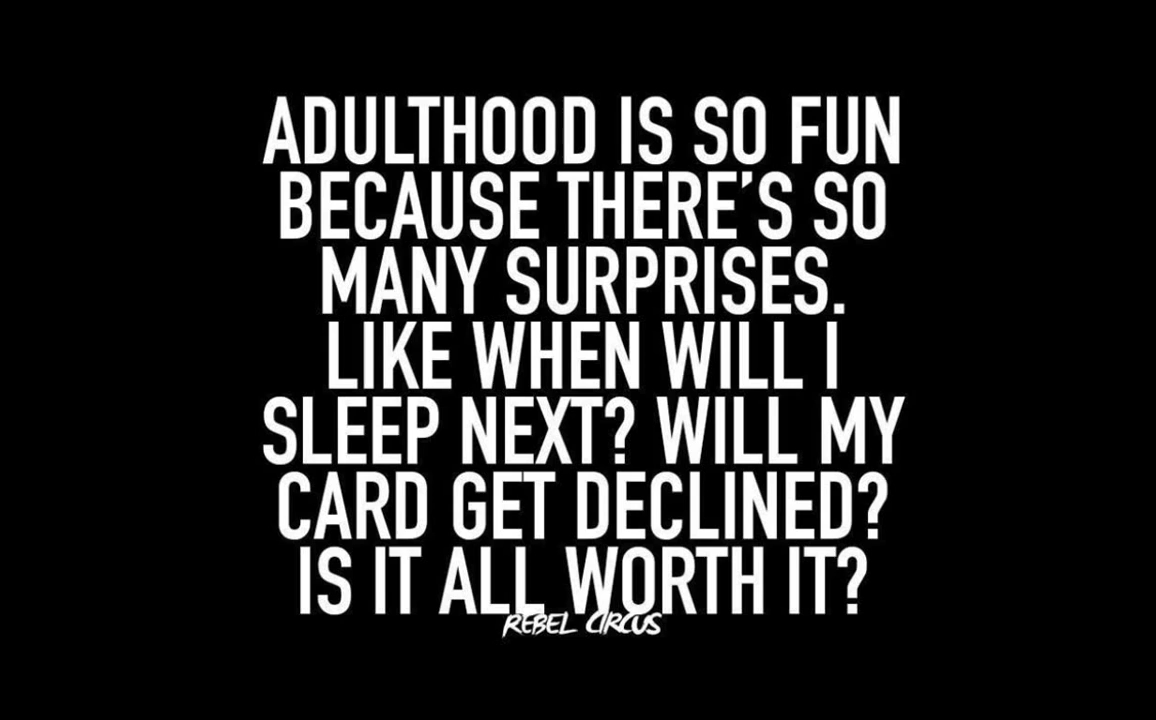 ADULTHOOD IS SO FUN
BECAUSE THERE'S SO
MANY SURPRISES.
LIKE WHEN WILL I
SLEEP NEXT? WILL MY
CARD GET DECLINED?
IS IT ALL WORTH IT?
REBEL CIRCUS